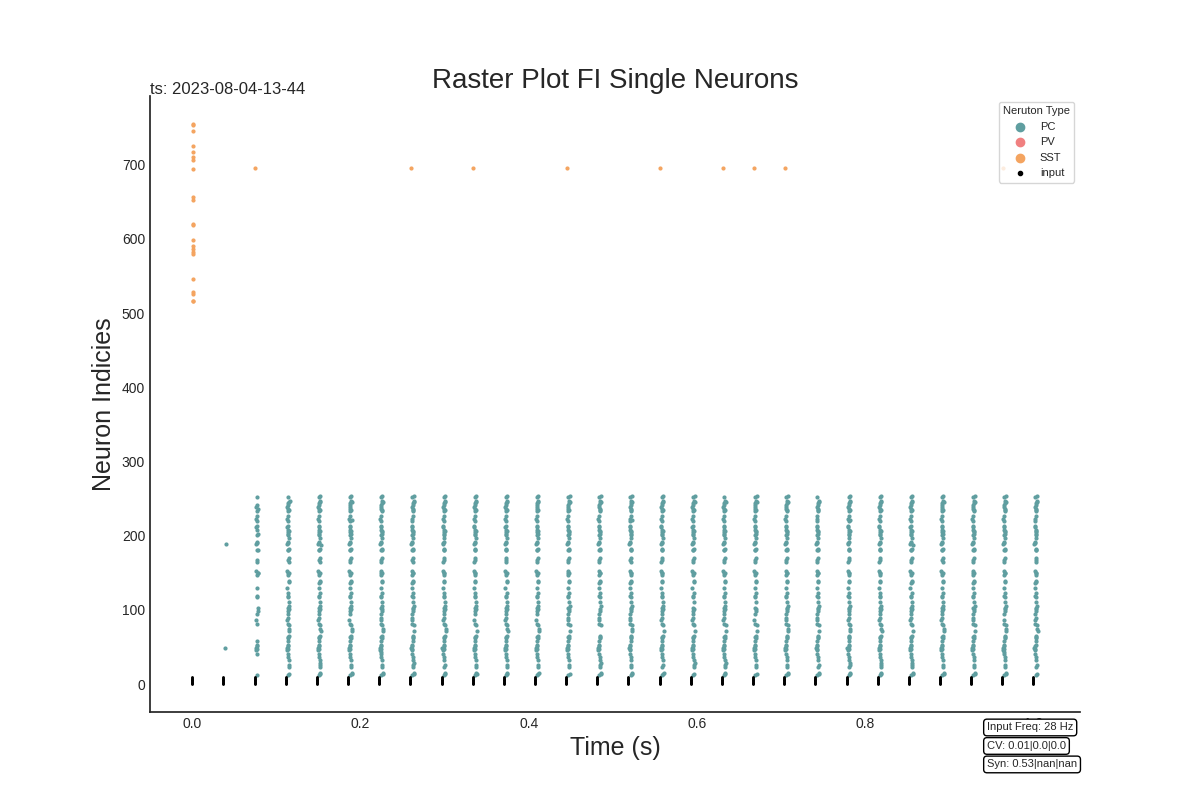 Raster Plot FI Single Neurons
ts: 2023-08-04-13-44
Neruton Type
PC
PV
SST
input
Neuron Indicies
700
600
500
400
300
200
100
0
0.0 0.2 0.4 0.6 0.8
Time (s)
Input Freq: 28 Hz
CV: 0.01|0.0|0.0
Syn: 0.53|nan|nan